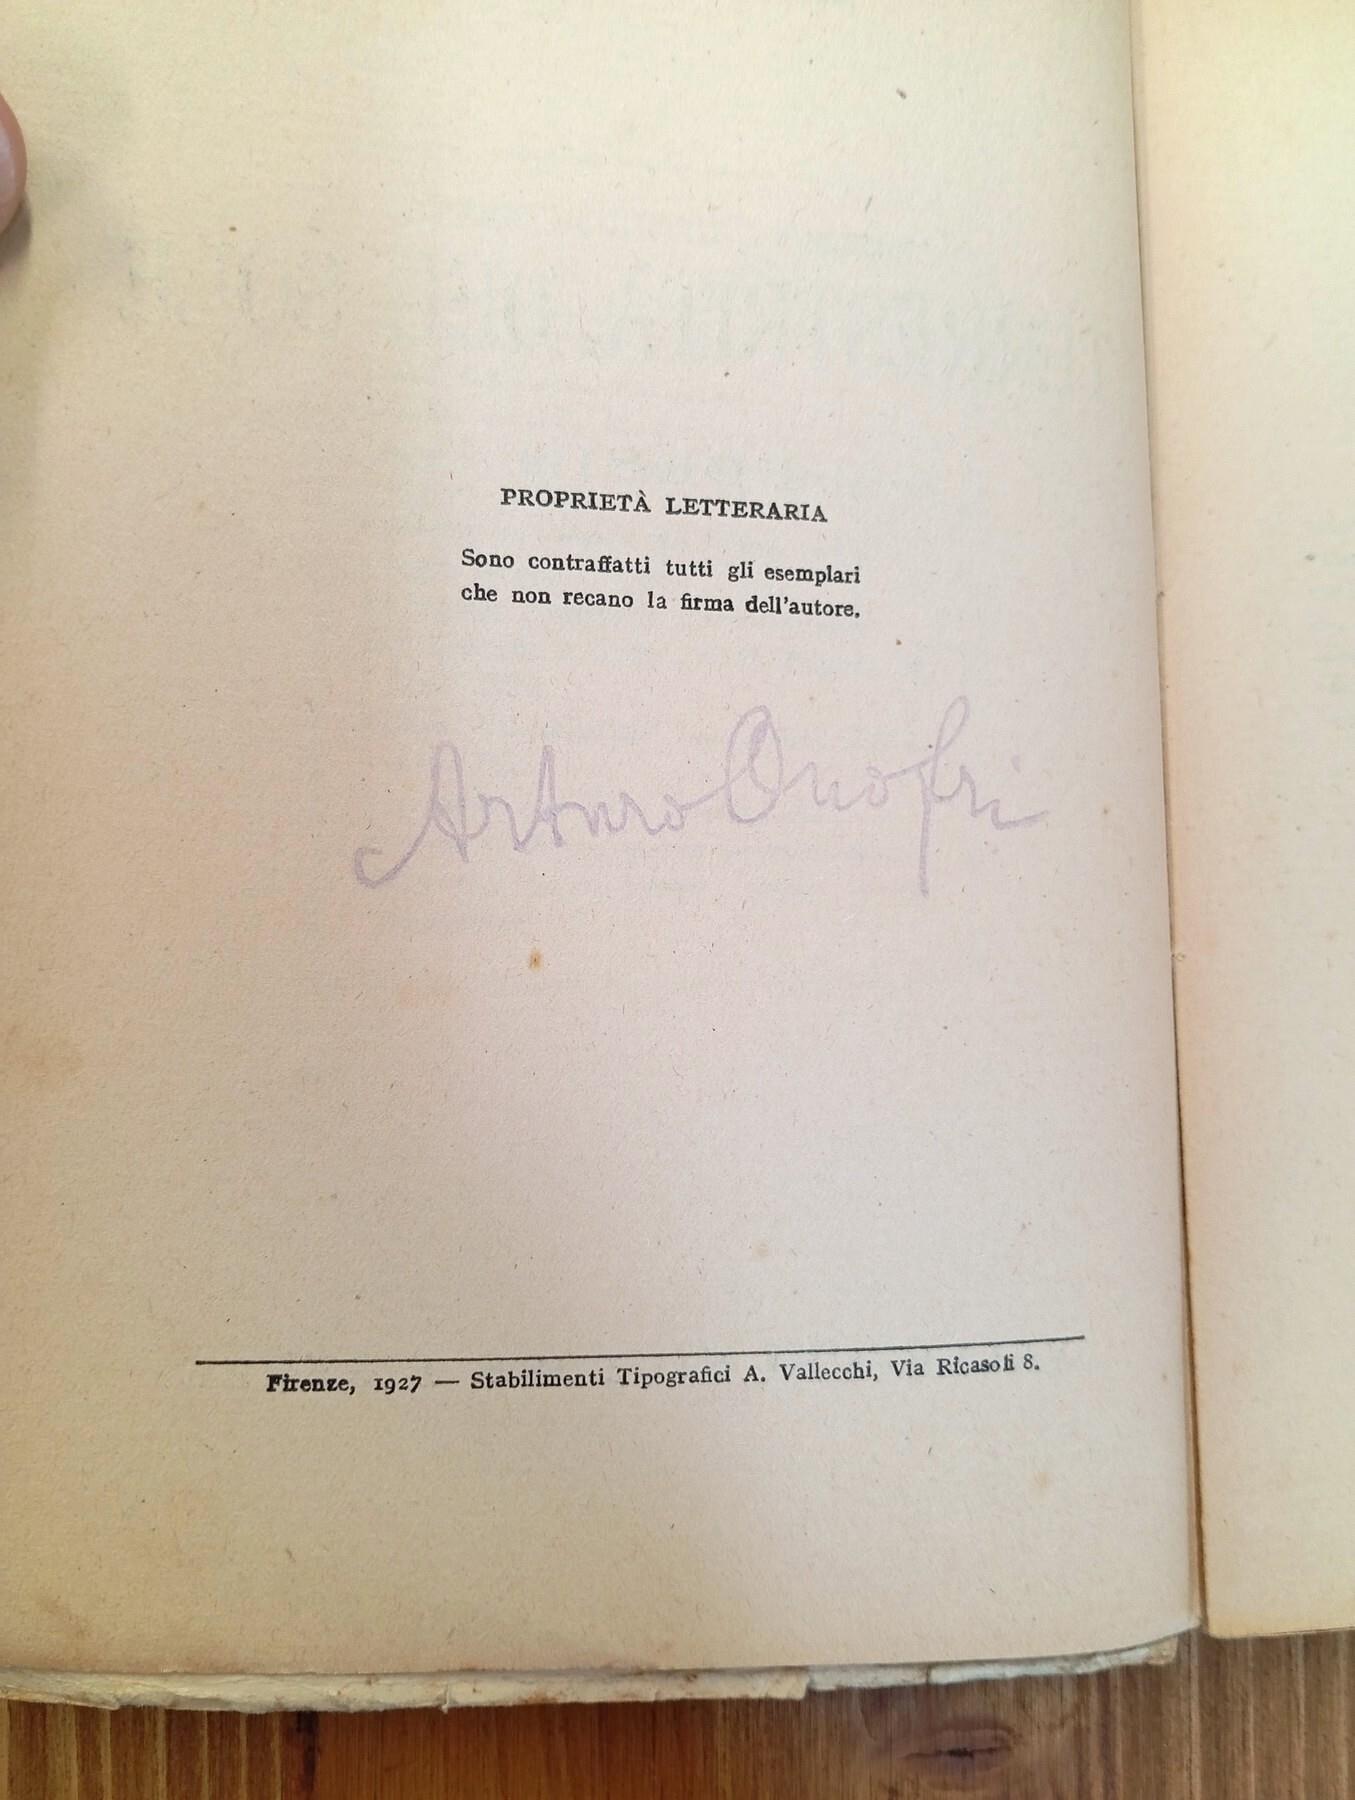 PROPRIETÀ LETTERARIA
Sono contraffatti tutti gli esemplari
che non recano la firma dell'autore.
Arturo Onofri
Firenze, 1927 — Stabilimenti Tipografici A. Vallecchi, Via Ricasoli 8.